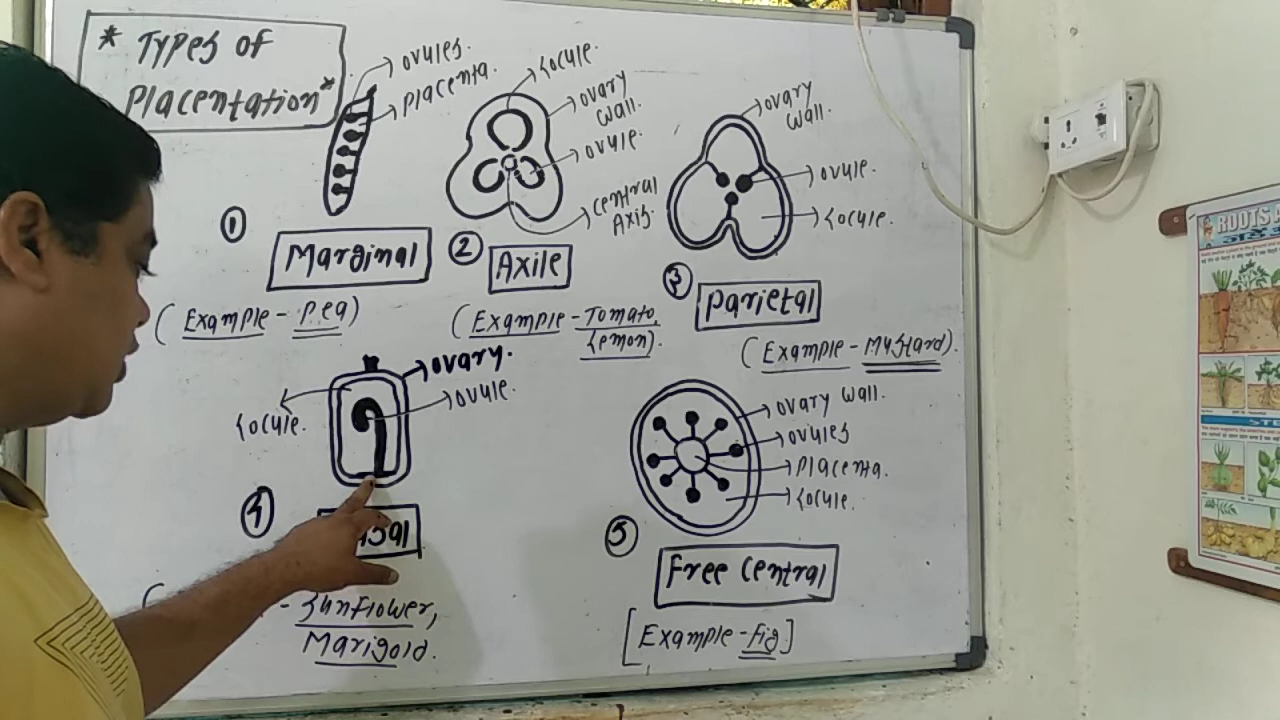 * Types of
Placentation *
ovules.
placenta.
1
Marginal
(Example - pea)
Locule.
ovary
wall.
ovule.
central
Axis.
2
Axile
(Example - Tomato,
Lemon).
ovary
wall.
ovule.
Locule.
3
parietal
(Example - Mustard).
ovary.
ovule.
Locule.
4
- Sunflower,
Marigold.
ovary wall.
ovules
placenta.
Locule.
5
Free central
[Example - fig]
ROOTS